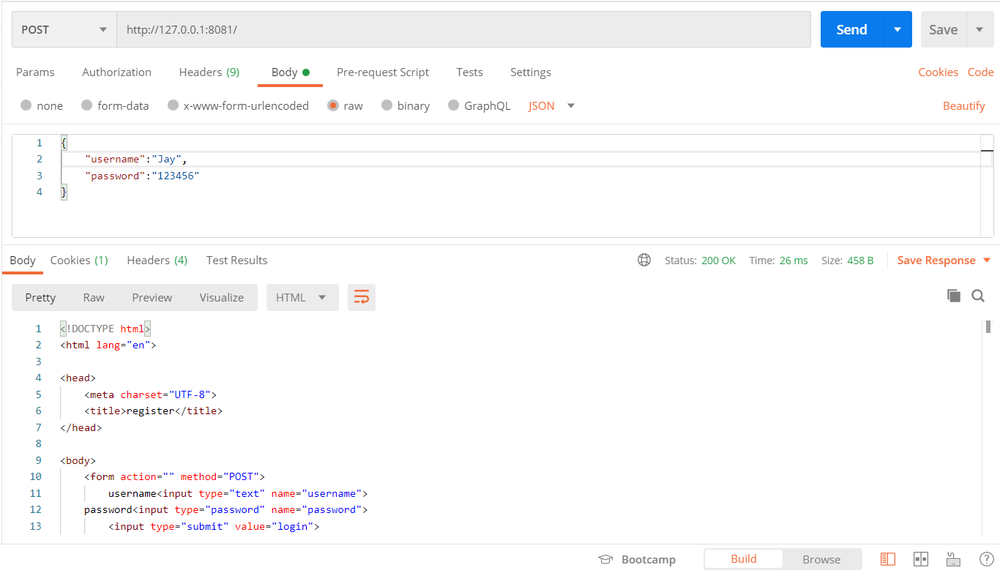 POST http://127.0.0.1:8081/ Send Save
Params Authorization Headers (9) Body Pre-request Script Tests Settings Cookies Code
none form-data x-www-form-urlencoded raw binary GraphQL JSON Beautify
1 {
2 "username":"Jay",
3 "password":"123456"
4 }
Body Cookies (1) Headers (4) Test Results Status: 200 OK Time: 26 ms Size: 458 B Save Response
Pretty Raw Preview Visualize HTML
1 <!DOCTYPE html>
2 <html lang="en">
3
4 <head>
5 <meta charset="UTF-8">
6 <title>register</title>
7 </head>
8
9 <body>
10 <form action="" method="POST">
11 username<input type="text" name="username">
12 password<input type="password" name="password">
13 <input type="submit" value="login">
Bootcamp Build Browse